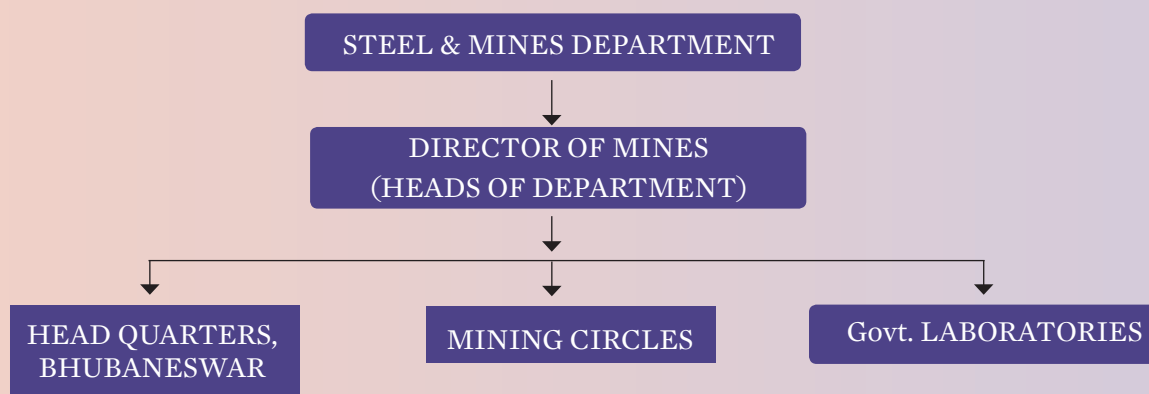 STEEL & MINES DEPARTMENT
DIRECTOR OF MINES
(HEADS OF DEPARTMENT)
HEAD QUARTERS,
BHUBANESWAR
MINING CIRCLES
Govt. LABORATORIES